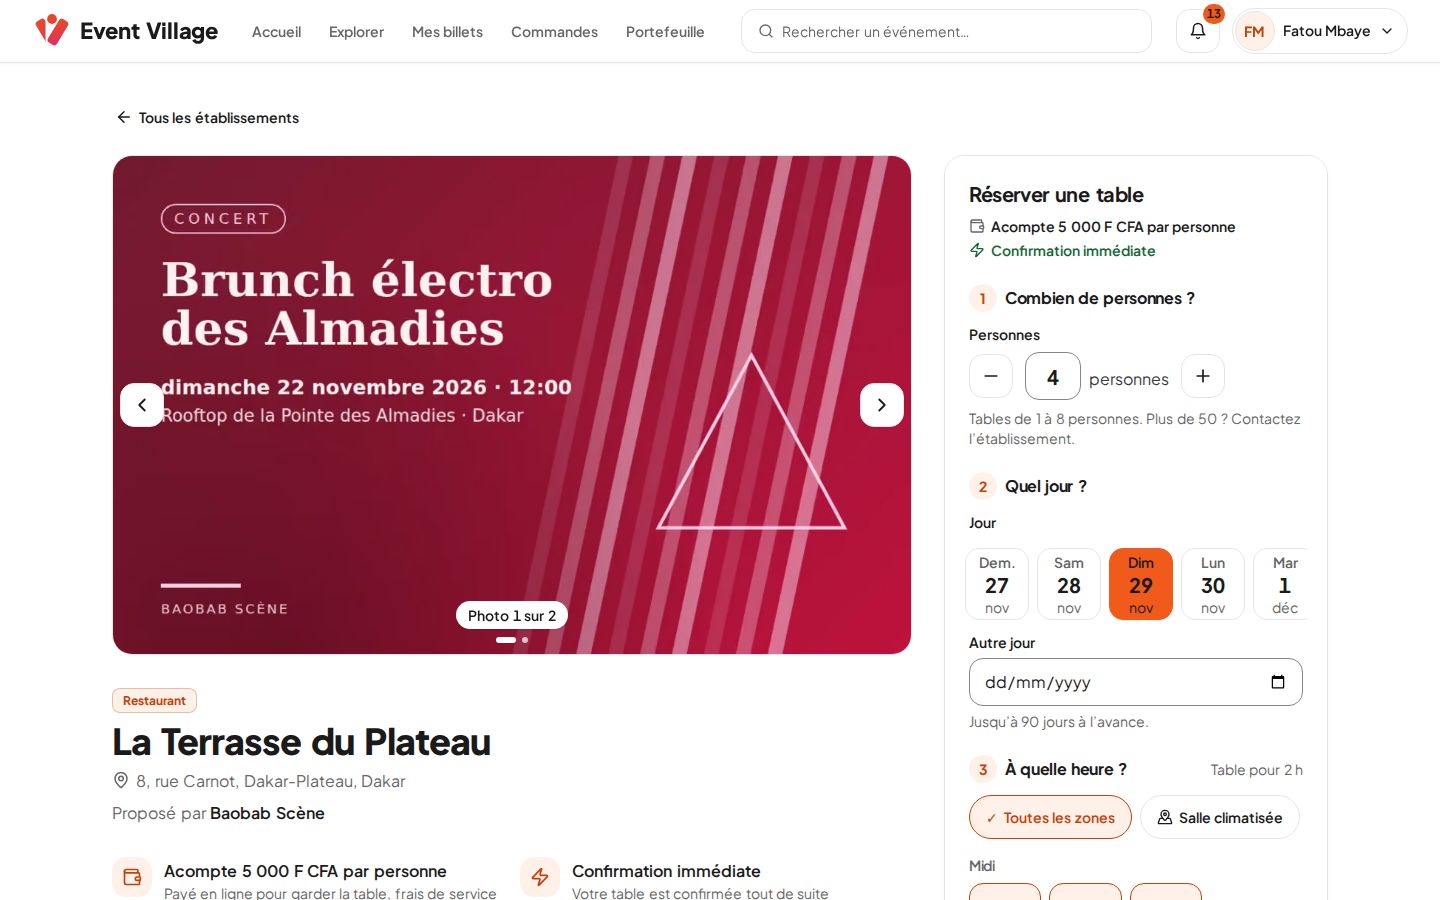 Event Village
Accueil
Explorer
Mes billets
Commandes
Portefeuille
Rechercher un événement...
13
FM
Fatou Mbaye
Tous les établissements
CONCERT
Brunch électro
des Almadies
dimanche 22 novembre 2026 · 12:00
Rooftop de la Pointe des Almadies · Dakar
BAOBAB SCÈNE
Photo 1 sur 2
Restaurant
La Terrasse du Plateau
8, rue Carnot, Dakar-Plateau, Dakar
Proposé par Baobab Scène
Acompte 5 000 F CFA par personne
Payé en ligne pour garder la table, frais de service
Confirmation immédiate
Votre table est confirmée tout de suite
Réserver une table
Acompte 5 000 F CFA par personne
Confirmation immédiate
1 Combien de personnes ?
Personnes
4 personnes
Tables de 1 à 8 personnes. Plus de 50 ? Contactez
l'établissement.
2 Quel jour ?
Jour
Dem. 27 nov
Sam 28 nov
Dim 29 nov
Lun 30 nov
Mar 1 déc
Autre jour
dd/mm/yyyy
Jusqu'à 90 jours à l'avance.
3 À quelle heure ?
Table pour 2 h
✓ Toutes les zones
Salle climatisée
Midi